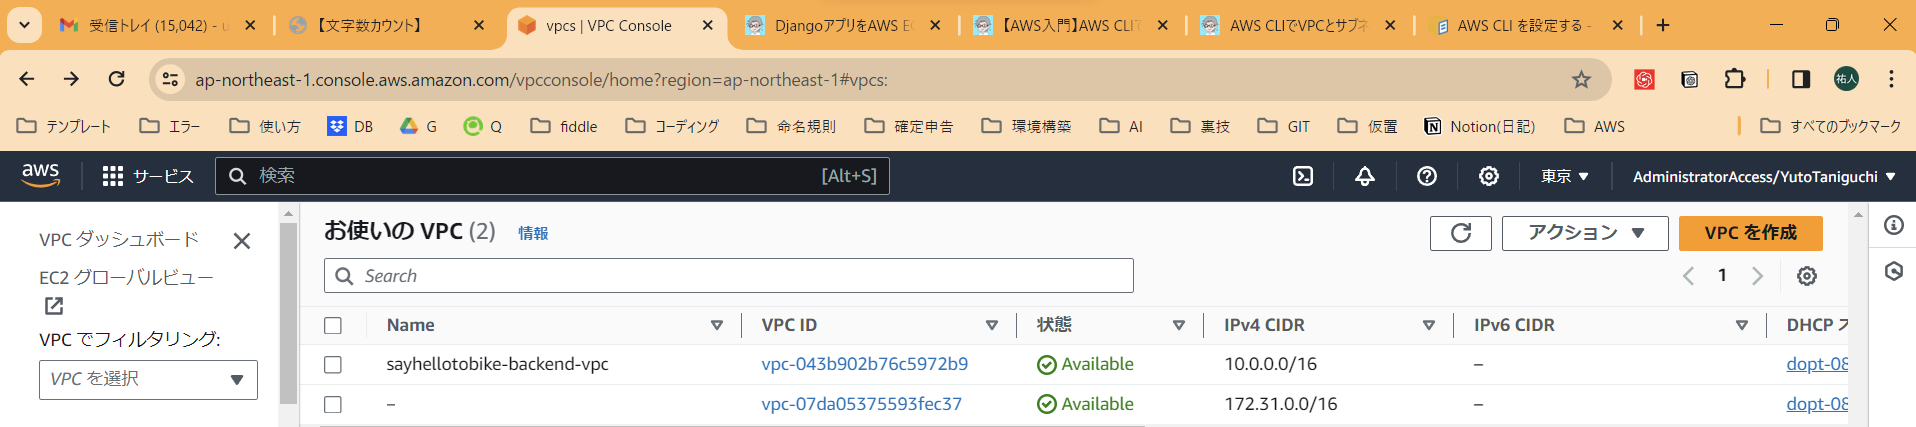 受信トレイ (15,042) - u
【文字数カウント】
vpcs | VPC Console
DjangoアプリをAWS EC
【AWS入門】AWS CLIで
AWS CLIでVPCとサブネ
AWS CLI を設定する -
ap-northeast-1.console.aws.amazon.com/vpcconsole/home?region=ap-northeast-1#vpcs:
祐人
テンプレート エラー 使い方 DB G Q fiddle コーディング 命名規則 確定申告 環境構築 AI 裏技 GIT 仮置 Notion(日記) AWS すべてのブックマーク
aws サービス 検索 [Alt+S] 東京 AdministratorAccess/YutoTaniguchi
VPC ダッシュボード
EC2 グローバルビュー
VPC でフィルタリング:
VPC を選択
お使いの VPC (2) 情報 アクション VPC を作成
Search 1
Name VPC ID 状態 IPv4 CIDR IPv6 CIDR DHCP ス
sayhellotobike-backend-vpc vpc-043b902b76c5972b9 Available 10.0.0.0/16 – dopt-08
– vpc-07da05375593fec37 Available 172.31.0.0/16 – dopt-08